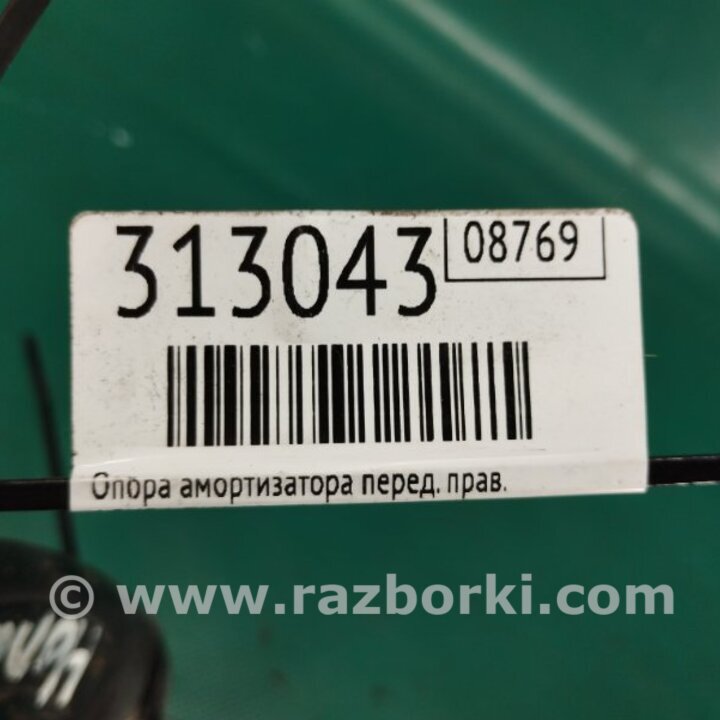 313043
08769
Опора амортизатора перед. прав.
© www.razborki.com